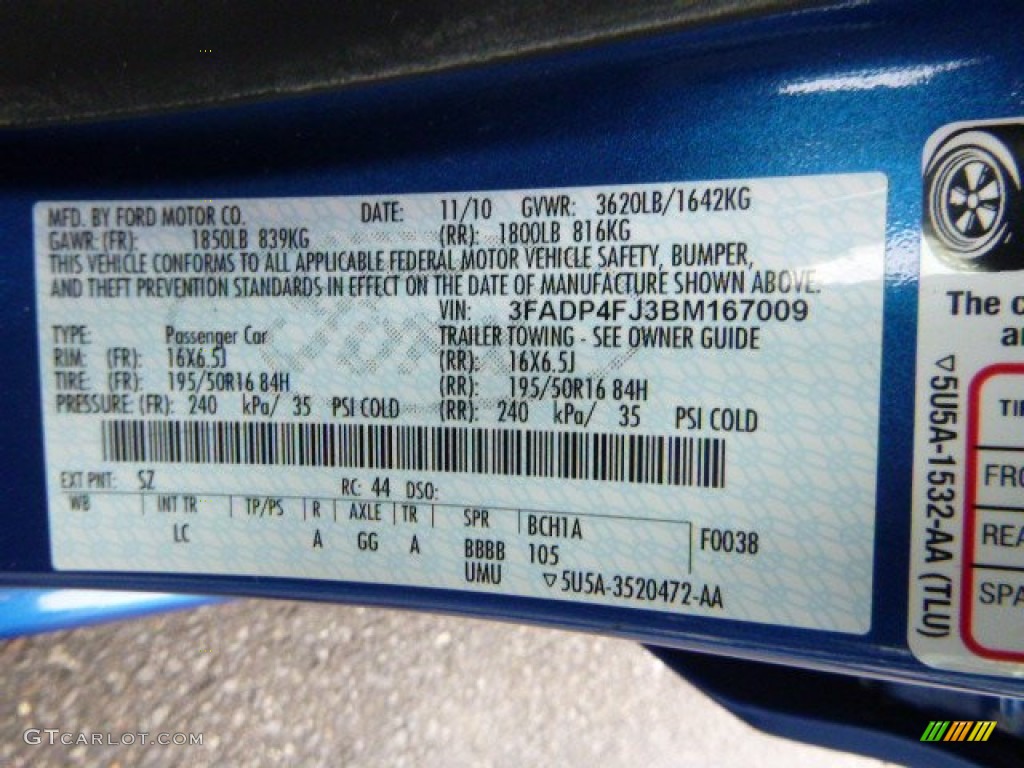 MFD. BY FORD MOTOR CO. DATE: 11/10 GVWR: 3620LB/1642KG
GAWR: (FR): 1850LB 839KG (RR): 1800LB 816KG
THIS VEHICLE CONFORMS TO ALL APPLICABLE FEDERAL MOTOR VEHICLE SAFETY, BUMPER,
AND THEFT PREVENTION STANDARDS IN EFFECT ON THE DATE OF MANUFACTURE SHOWN ABOVE.
VIN: 3FADP4FJ3BM167009
TYPE: Passenger Car TRAILER TOWING - SEE OWNER GUIDE
RIM: (FR): 16X6.5J (RR): 16X6.5J
TIRE: (FR): 195/50R16 84H (RR): 195/50R16 84H
PRESSURE: (FR): 240 kPa/ 35 PSI COLD (RR): 240 kPa/ 35 PSI COLD
EXT PNT: SZ RC: 44 DSO:
WB INT TR TP/PS R AXLE TR SPR BCH1A F0038
LC A GG A BBBB 105
UMU ▽5U5A-3520472-AA
The c
a
▽5U5A-1532-AA (TLU)
TI
FRO
REA
SPA
GTCARLOT.COM